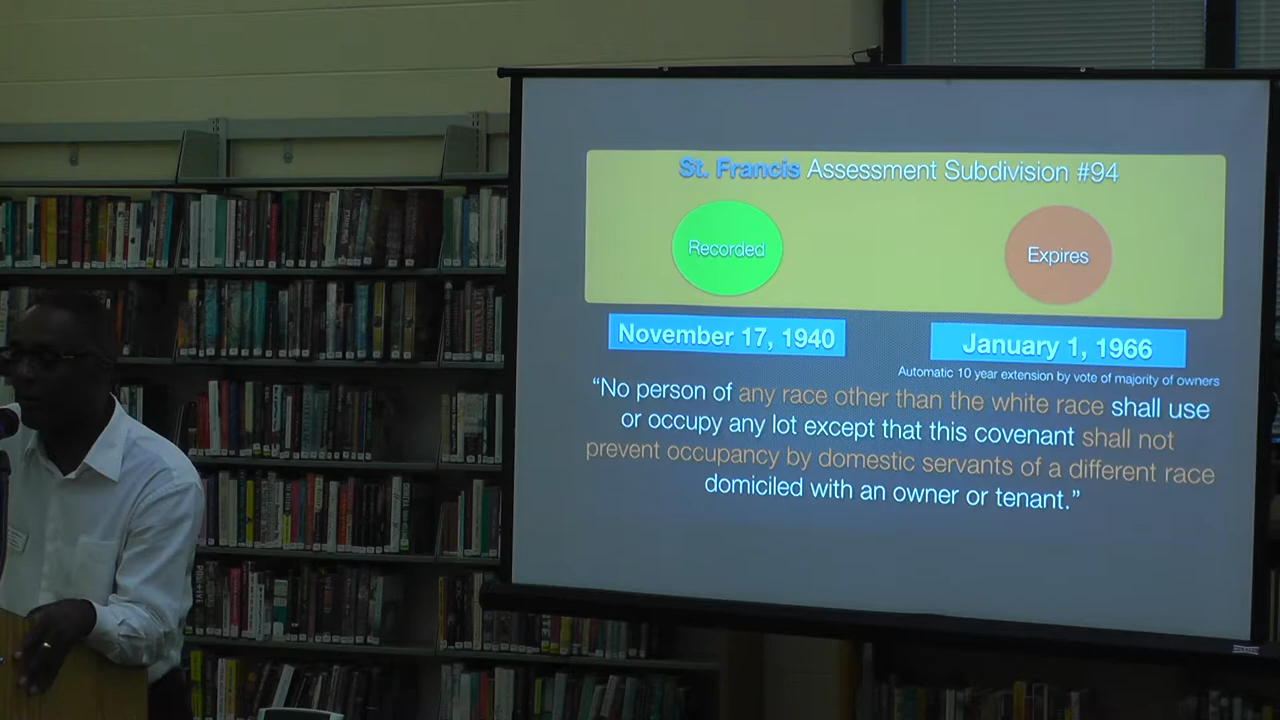 St. Francis Assessment Subdivision #94
Recorded
Expires
November 17, 1940
January 1, 1966
Automatic 10 year extension by vote of majority of owners
“No person of any race other than the white race shall use
or occupy any lot except that this covenant shall not
prevent occupancy by domestic servants of a different race
domiciled with an owner or tenant.”